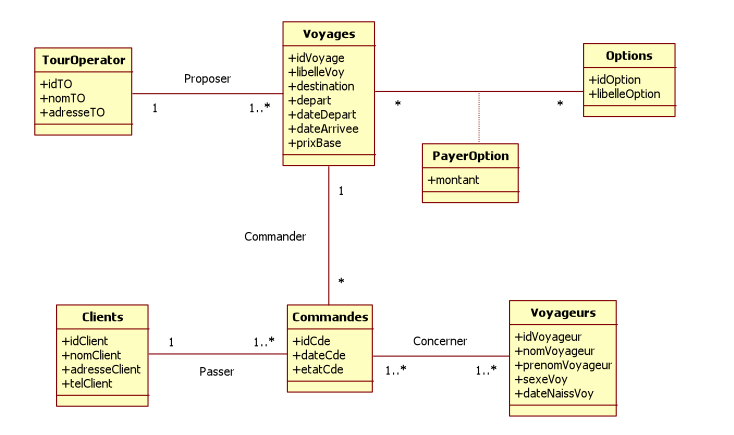 Voyages
+idVoyage
+libelleVoy
+destination
+depart
+dateDepart
+dateArrivee
+prixBase
TourOperator
+idTO
+nomTO
+adresseTO
Proposer
1
1..*
Options
+idOption
+libelleOption
*
*
PayerOption
+montant
1
Commander
*
Clients
+idClient
+nomClient
+adresseClient
+telClient
1
1..*
Passer
Commandes
+idCde
+dateCde
+etatCde
Concerner
1..*
1..*
Voyageurs
+idVoyageur
+nomVoyageur
+prenomVoyageur
+sexeVoy
+dateNaissVoy